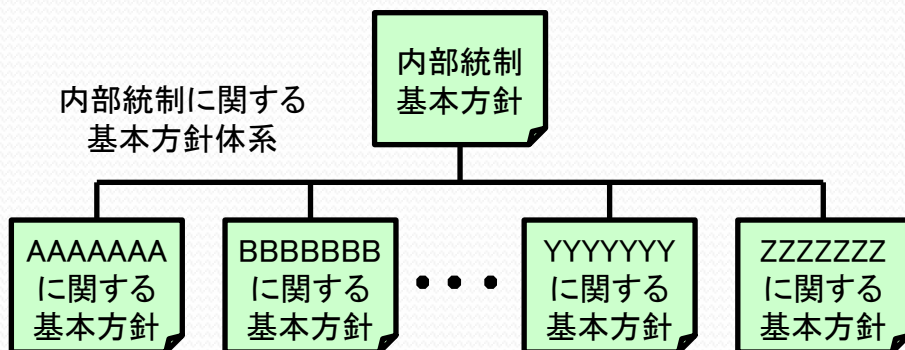 内部統制
基本方針
内部統制に関する
基本方針体系
AAAAAAA
に関する
基本方針
BBBBBBB
に関する
基本方針
・・・
YYYYYYY
に関する
基本方針
ZZZZZZZ
に関する
基本方針